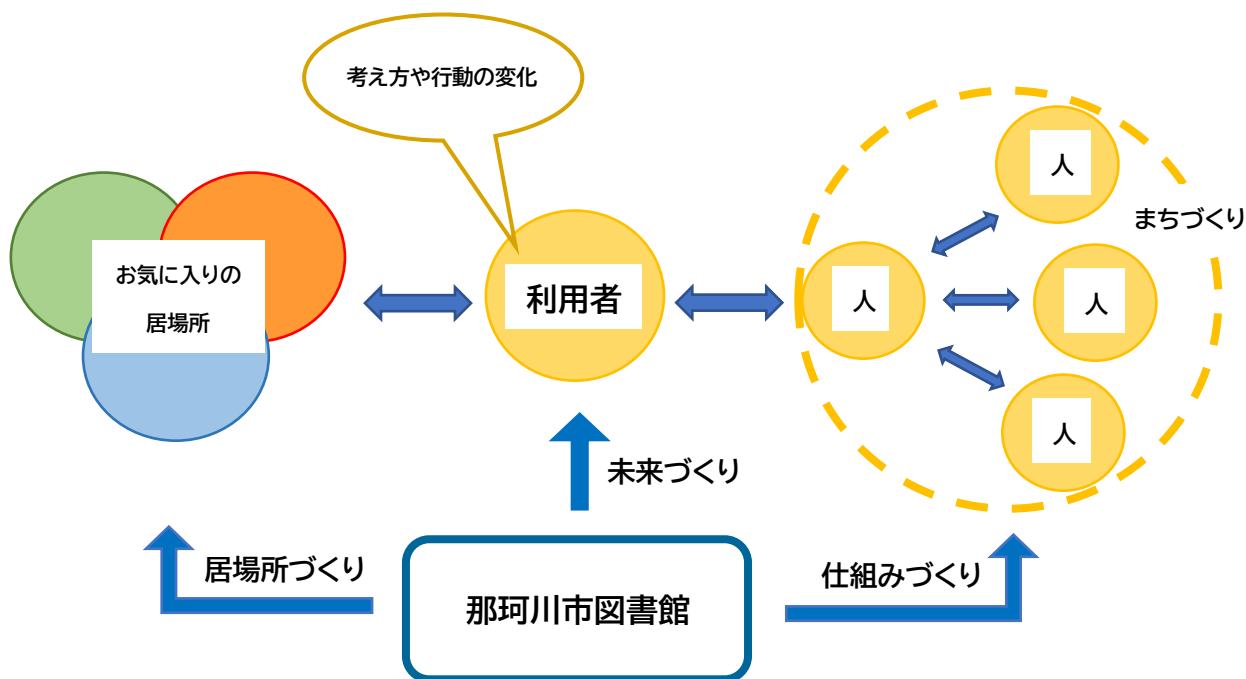 考え方や行動の変化
人
まちづくり
お気に入りの
居場所
利用者
人
人
人
未来づくり
居場所づくり
仕組みづくり
那珂川市図書館